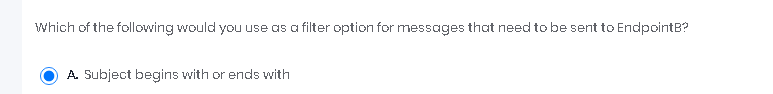 Which of the following would you use as a filter option for messages that need to be sent to EndpointB?
A. Subject begins with or ends with